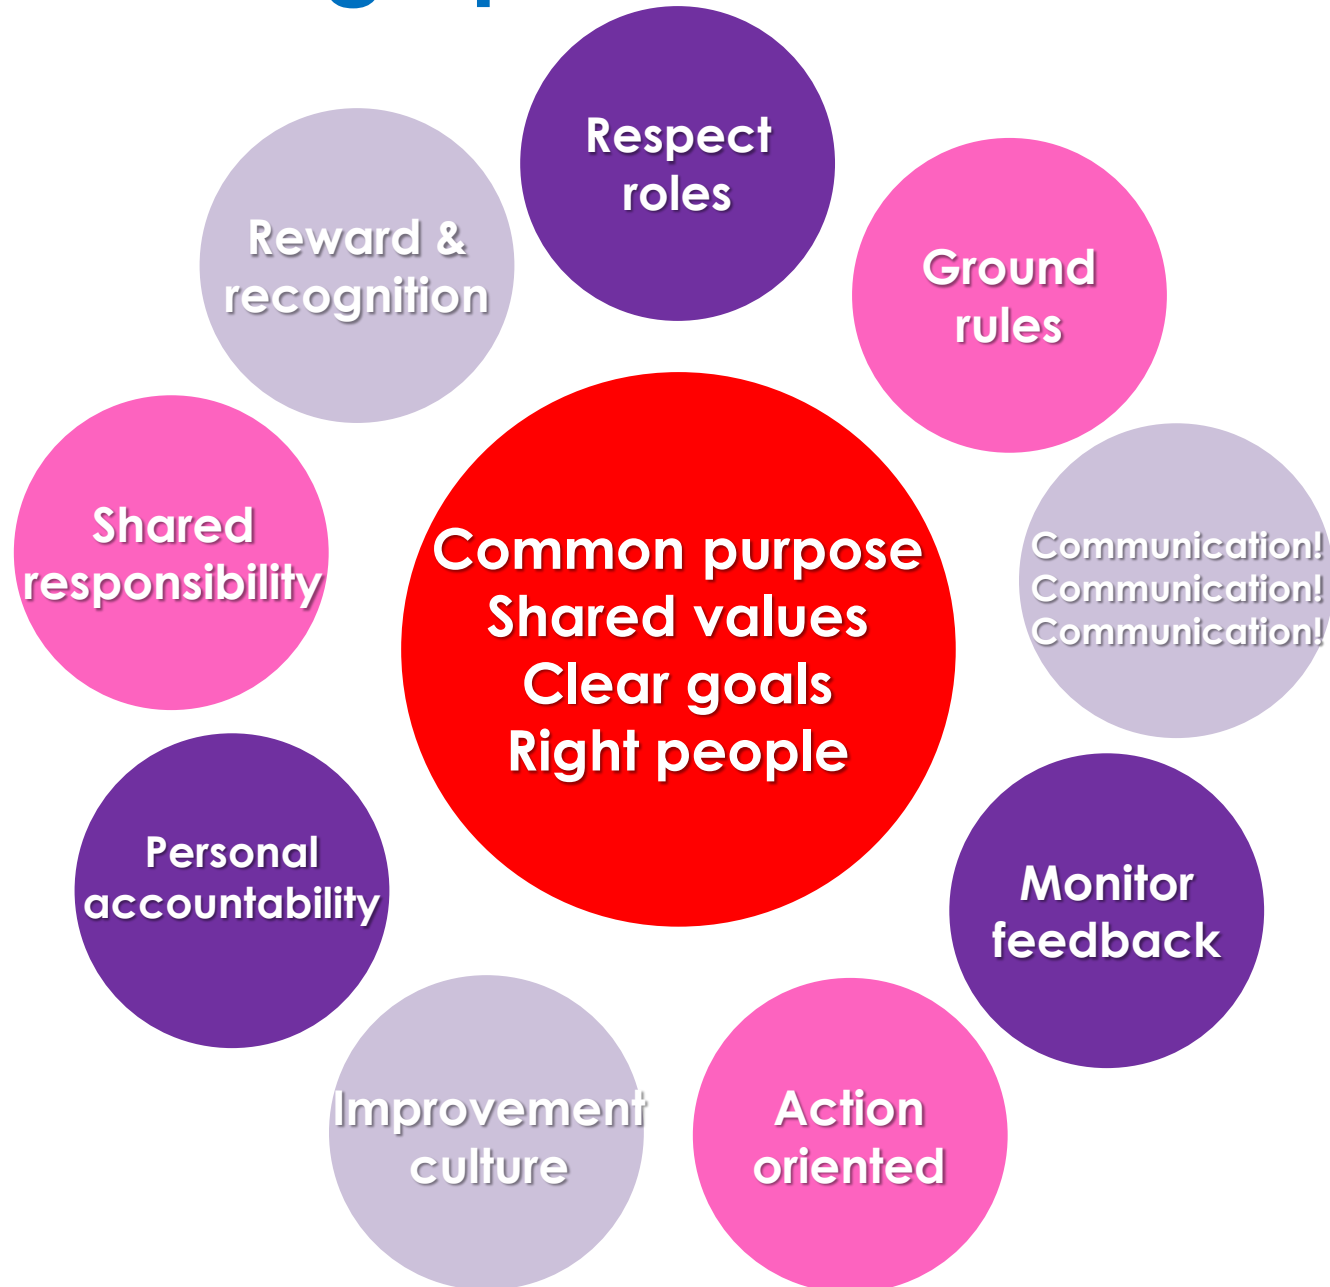 Respect
roles
Ground
rules
Communication!
Communication!
Communication!
Monitor
feedback
Action
oriented
Improvement
culture
Personal
accountability
Shared
responsibility
Reward &
recognition
Common purpose
Shared values
Clear goals
Right people